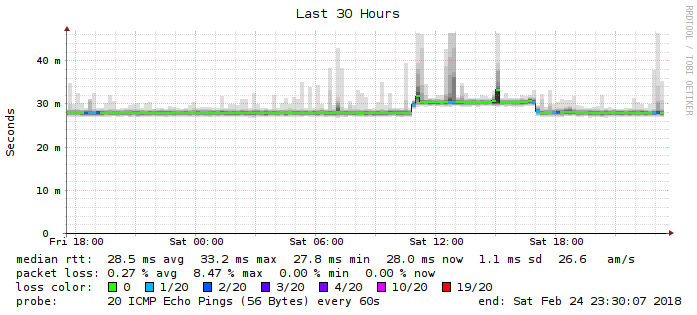 Last 30 Hours
RRDTOOL / TOBI OETIKER
Seconds
40 m
30 m
20 m
10 m
0
Fri 18:00 Sat 00:00 Sat 06:00 Sat 12:00 Sat 18:00
median rtt: 28.5 ms avg 33.2 ms max 27.8 ms min 28.0 ms now 1.1 ms sd 26.6 am/s
packet loss: 0.27 % avg 8.47 % max 0.00 % min 0.00 % now
loss color: 0 1/20 2/20 3/20 4/20 10/20 19/20
probe: 20 ICMP Echo Pings (56 Bytes) every 60s end: Sat Feb 24 23:30:07 2018